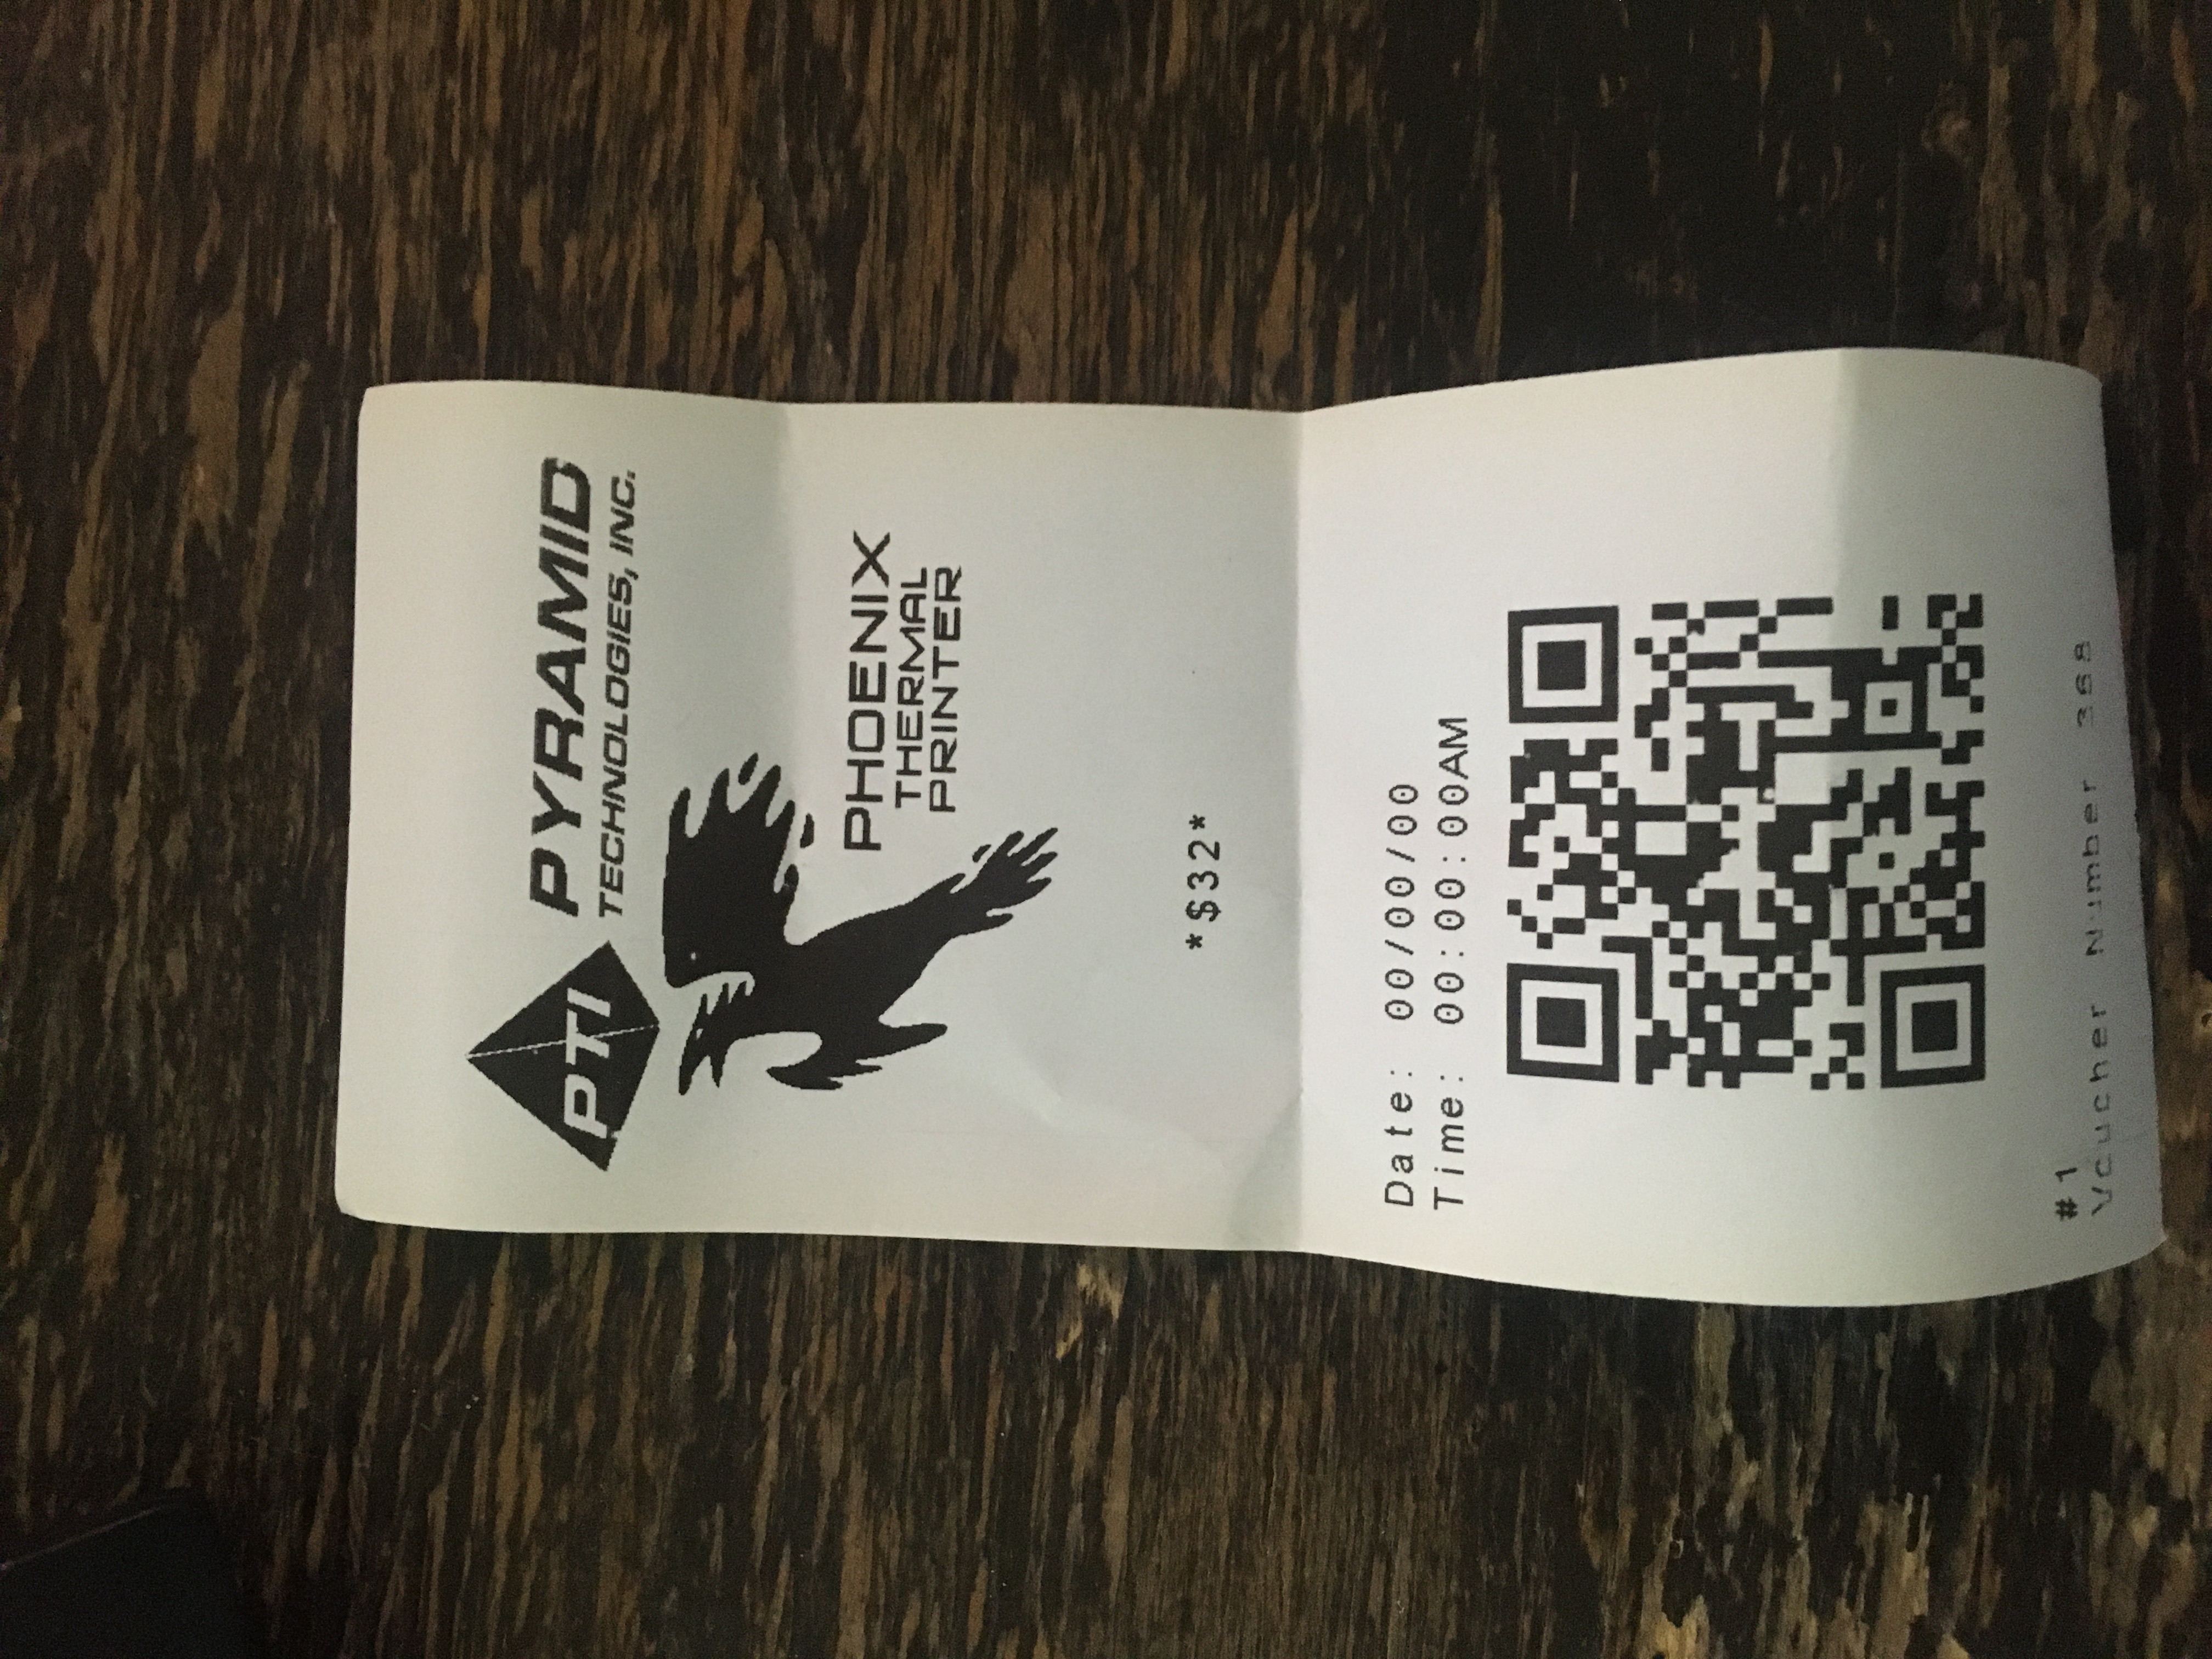 PTI
PYRAMID
TECHNOLOGIES, INC.
PHOENIX
THERMAL
PRINTER
*$32*
Date: 00/00/00
Time: 00:00:00AM
#1
Voucher Number 368